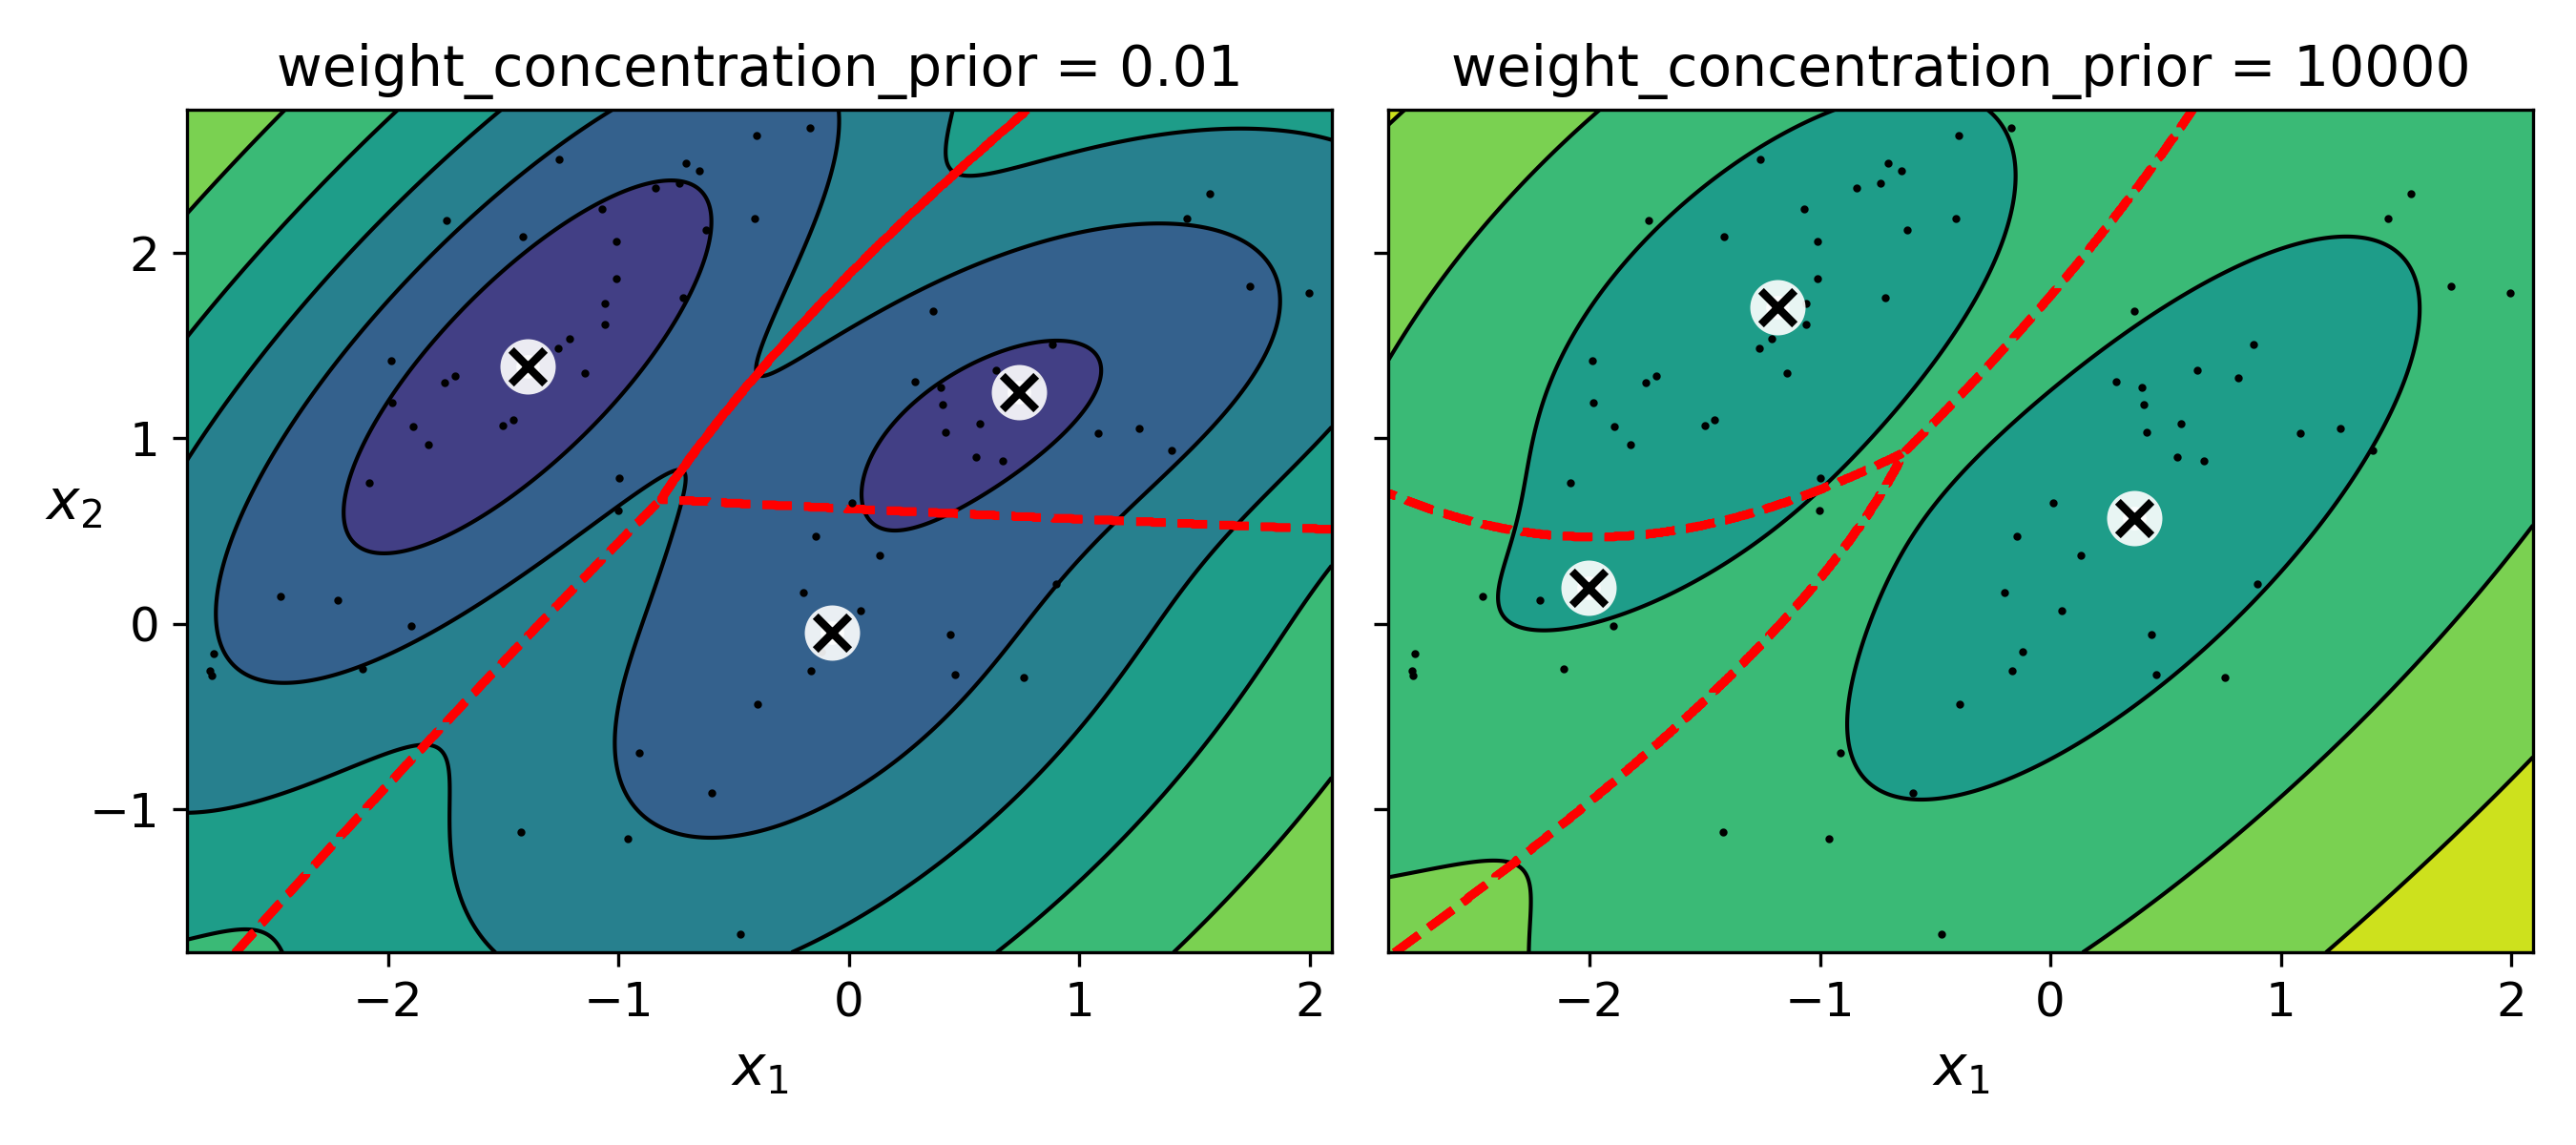 weight_concentration_prior = 0.01
weight_concentration_prior = 10000
2
1
0
−1
x₂
−2 −1 0 1 2
−2 −1 0 1 2
x₁
x₁